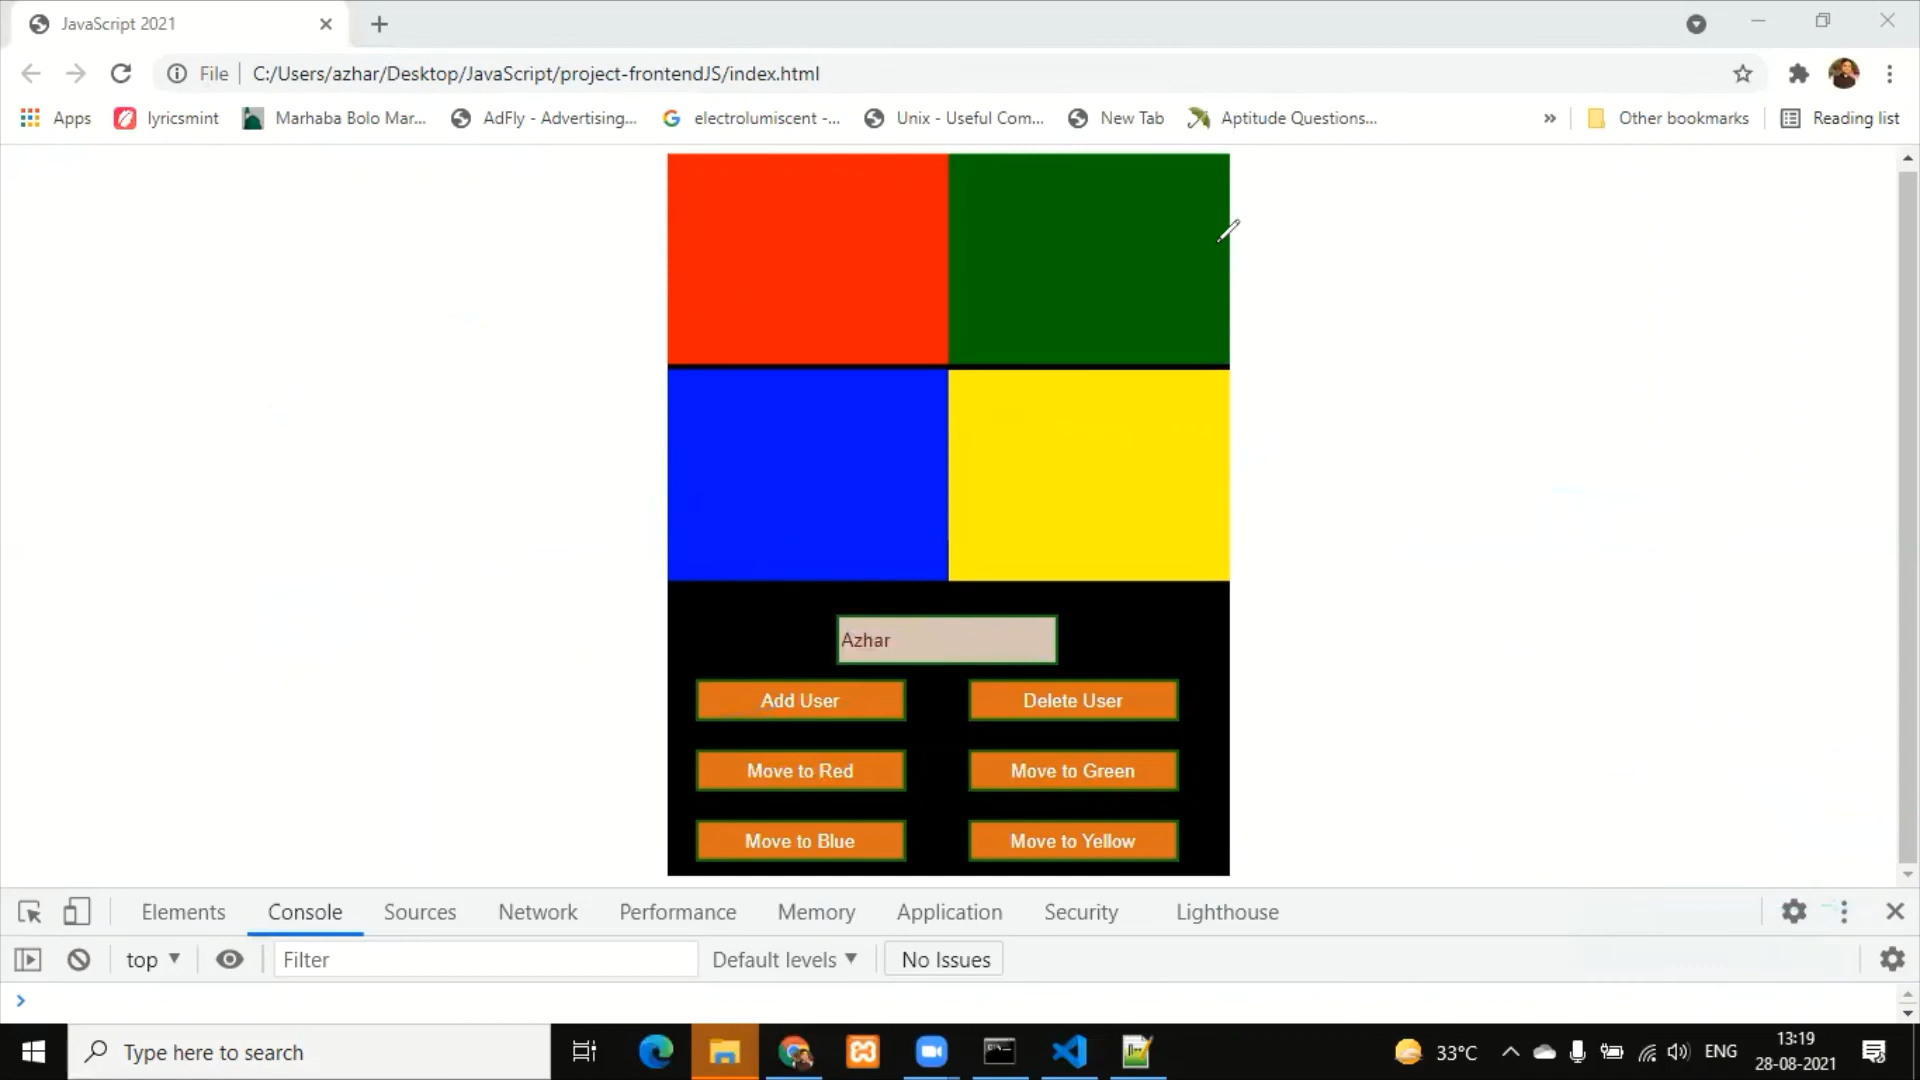 JavaScript 2021
File C:/Users/azhar/Desktop/JavaScript/project-frontendJS/index.html
Apps lyricsmint Marhaba Bolo Mar... AdFly - Advertising... electrolumiscent -... Unix - Useful Com... New Tab Aptitude Questions... » Other bookmarks Reading list
Azhar
Add User Delete User
Move to Red Move to Green
Move to Blue Move to Yellow
Elements Console Sources Network Performance Memory Application Security Lighthouse
top Filter Default levels No Issues
Type here to search 33°C ENG 13:19
28-08-2021